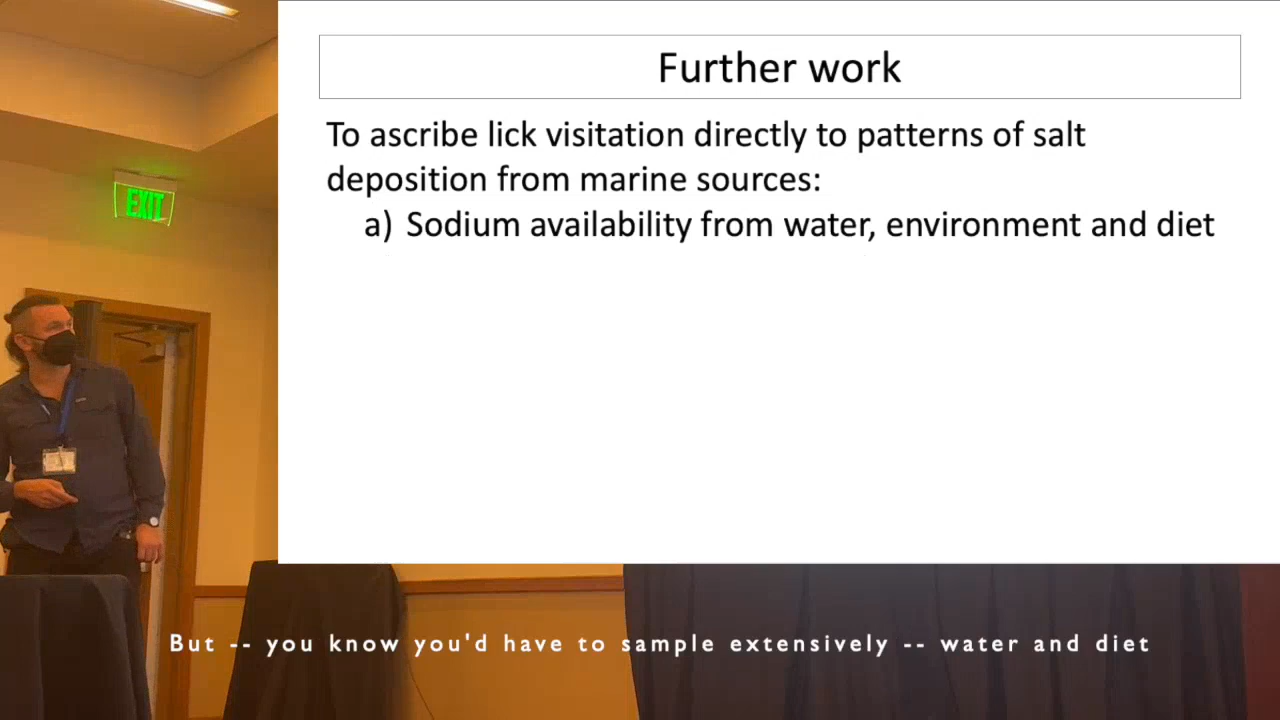 Further work
To ascribe lick visitation directly to patterns of salt
deposition from marine sources:
a) Sodium availability from water, environment and diet
EXIT
But -- you know you'd have to sample extensively -- water and diet